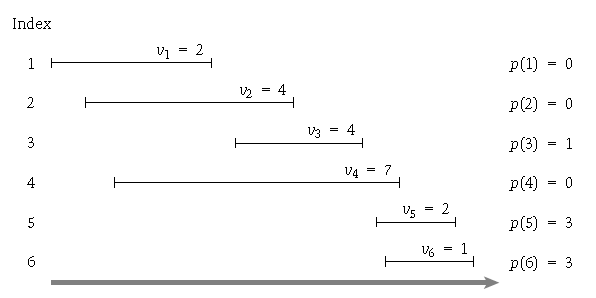 Index
1 v1 = 2 p(1) = 0
2 v2 = 4 p(2) = 0
3 v3 = 4 p(3) = 1
4 v4 = 7 p(4) = 0
5 v5 = 2 p(5) = 3
6 v6 = 1 p(6) = 3